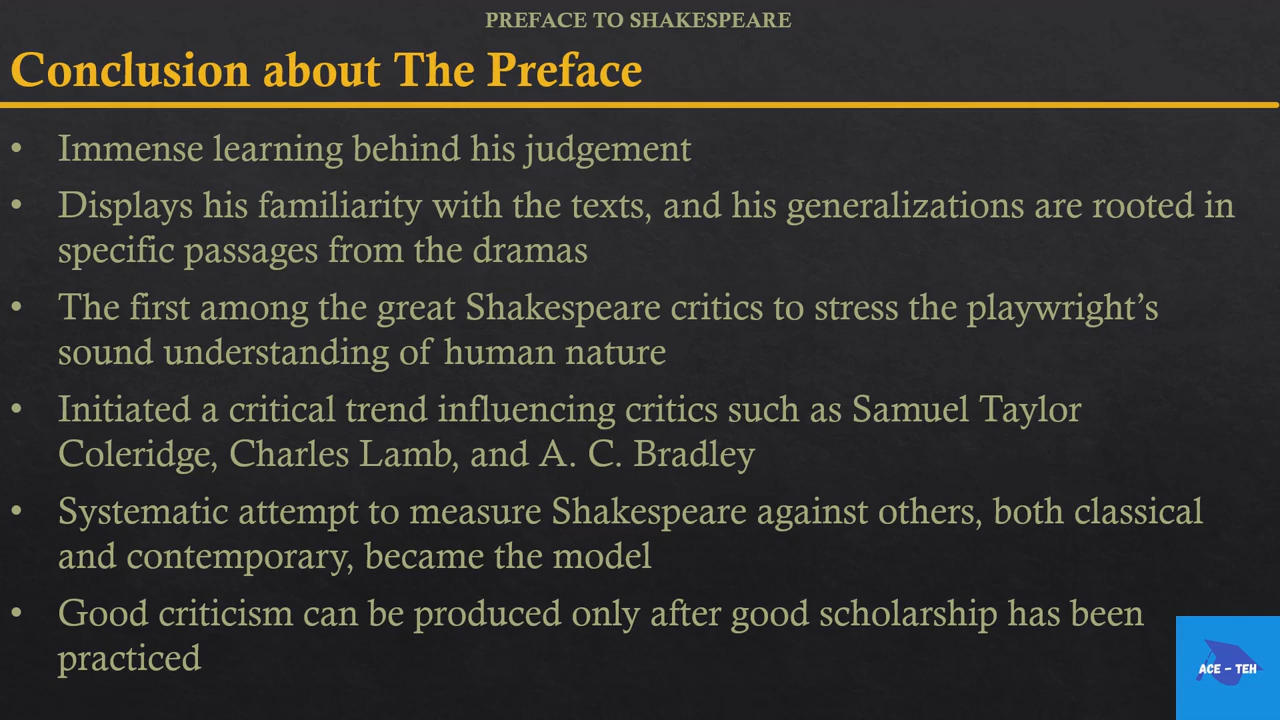 PREFACE TO SHAKESPEARE
Conclusion about The Preface
• Immense learning behind his judgement
• Displays his familiarity with the texts, and his generalizations are rooted in
specific passages from the dramas
• The first among the great Shakespeare critics to stress the playwright’s
sound understanding of human nature
• Initiated a critical trend influencing critics such as Samuel Taylor
Coleridge, Charles Lamb, and A. C. Bradley
• Systematic attempt to measure Shakespeare against others, both classical
and contemporary, became the model
• Good criticism can be produced only after good scholarship has been
practiced
ACE – TEH